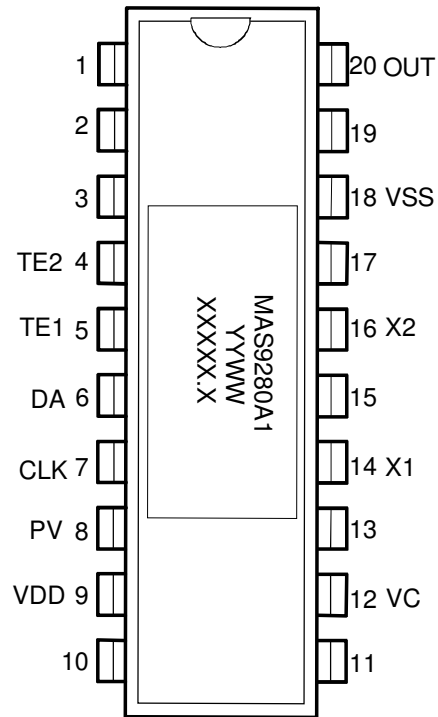 1
2
3
TE2 4
TE1 5
DA 6
CLK 7
PV 8
VDD 9
10
MAS9280A1
YYWW
XXXXX.X
20 OUT
19
18 VSS
17
16 X2
15
14 X1
13
12 VC
11